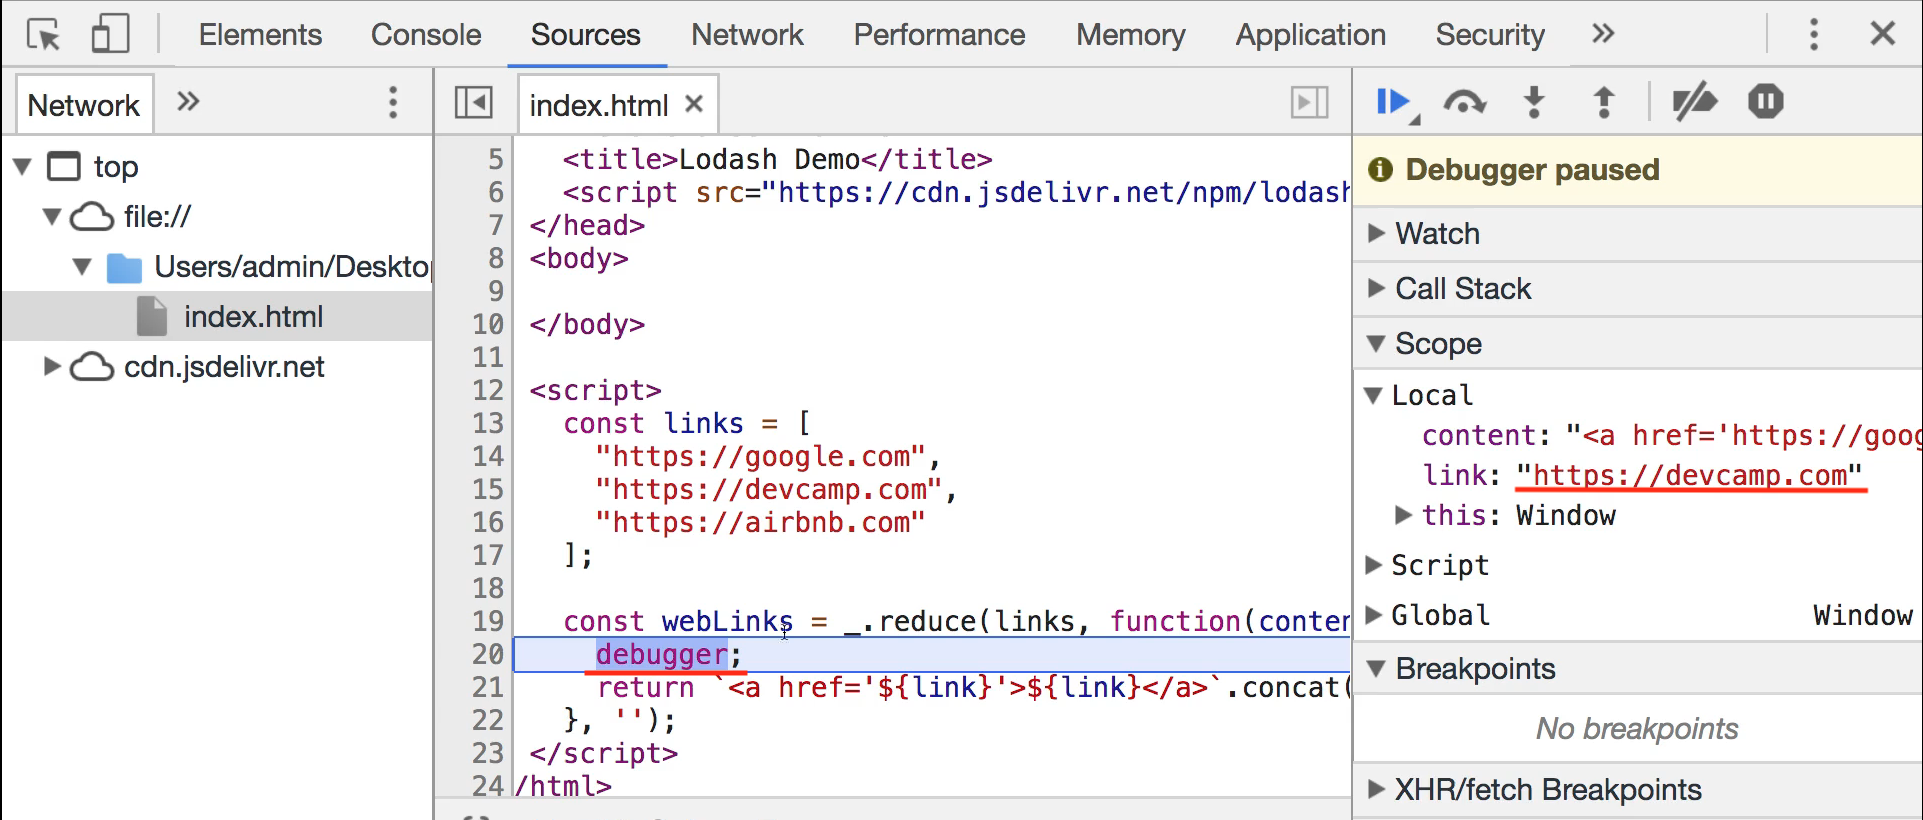 Elements Console Sources Network Performance Memory Application Security
Network
top
file://
Users/admin/Deskto
index.html
cdn.jsdelivr.net
index.html
5 <title>Lodash Demo</title>
6 <script src="https://cdn.jsdelivr.net/npm/lodash
7 </head>
8 <body>
9
10 </body>
11
12 <script>
13 const links = [
14 "https://google.com",
15 "https://devcamp.com",
16 "https://airbnb.com"
17 ];
18
19 const webLinks = _.reduce(links, function(conten
20 debugger;
21 return `<a href='${link}'>${link}</a>`.concat(
22 }, '');
23 </script>
24 /html>
Debugger paused
Watch
Call Stack
Scope
Local
content: "<a href='https://goog
link: "https://devcamp.com"
this: Window
Script
Global Window
Breakpoints
No breakpoints
XHR/fetch Breakpoints